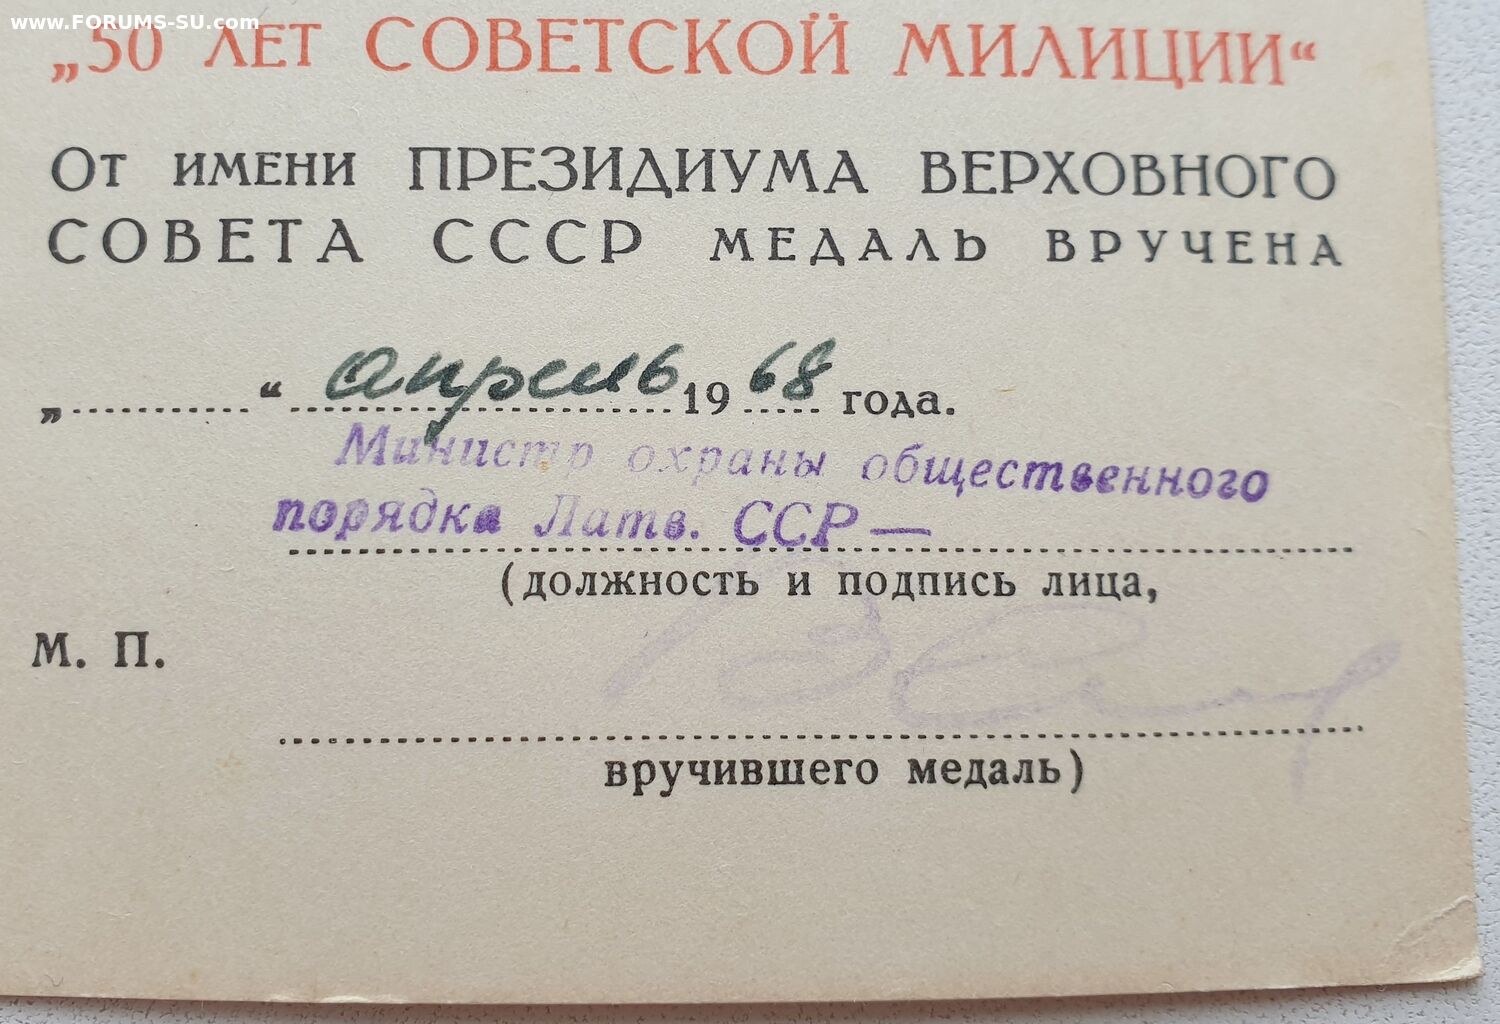 www.FORUMS-SU.com
„50 ЛЕТ СОВЕТСКОЙ МИЛИЦИИ“
От имени ПРЕЗИДИУМА ВЕРХОВНОГО
СОВЕТА СССР МЕДАЛЬ ВРУЧЕНА
„..........“ апрель 1968 года.
Министр охраны общественного
порядка Латв. ССР —
(должность и подпись лица,
М. П.
вручившего медаль)